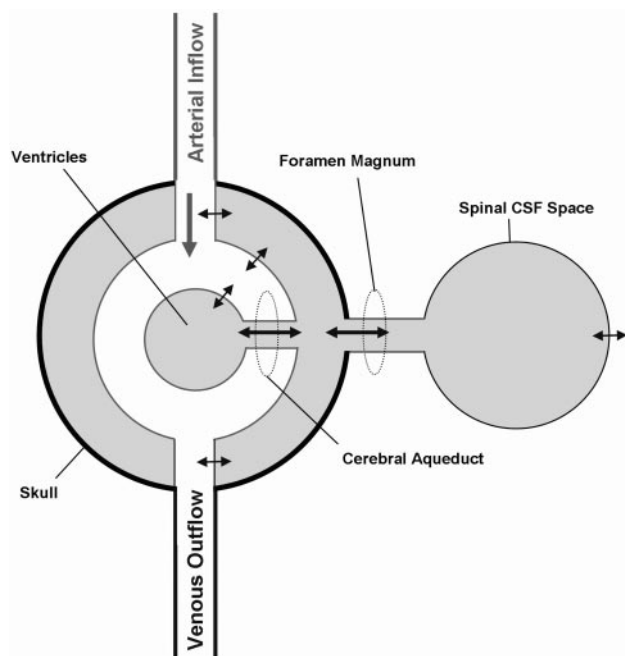 Arterial Inflow
Ventricles
Foramen Magnum
Spinal CSF Space
Cerebral Aqueduct
Skull
Venous Outflow